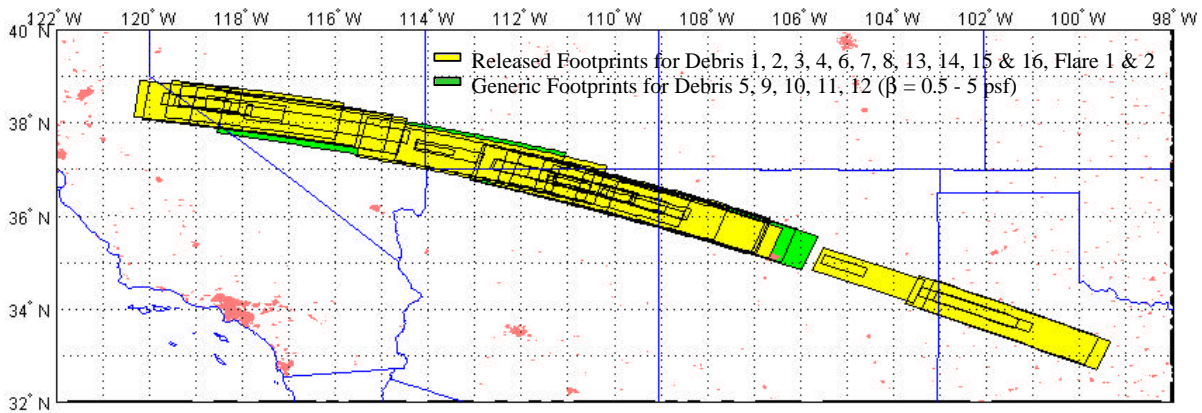 120˚ W 118˚ W 116˚ W 114˚ W 112˚ W 110˚ W 108˚ W 106˚ W 104˚ W 102˚ W 100˚ W 98˚ W
122˚ W
40˚ N
Released Footprints for Debris 1, 2, 3, 4, 6, 7, 8, 13, 14, 15 & 16, Flare 1 & 2
Generic Footprints for Debris 5, 9, 10, 11, 12 (β = 0.5 - 5 psf)
38˚ N
36˚ N
34˚ N
32˚ N